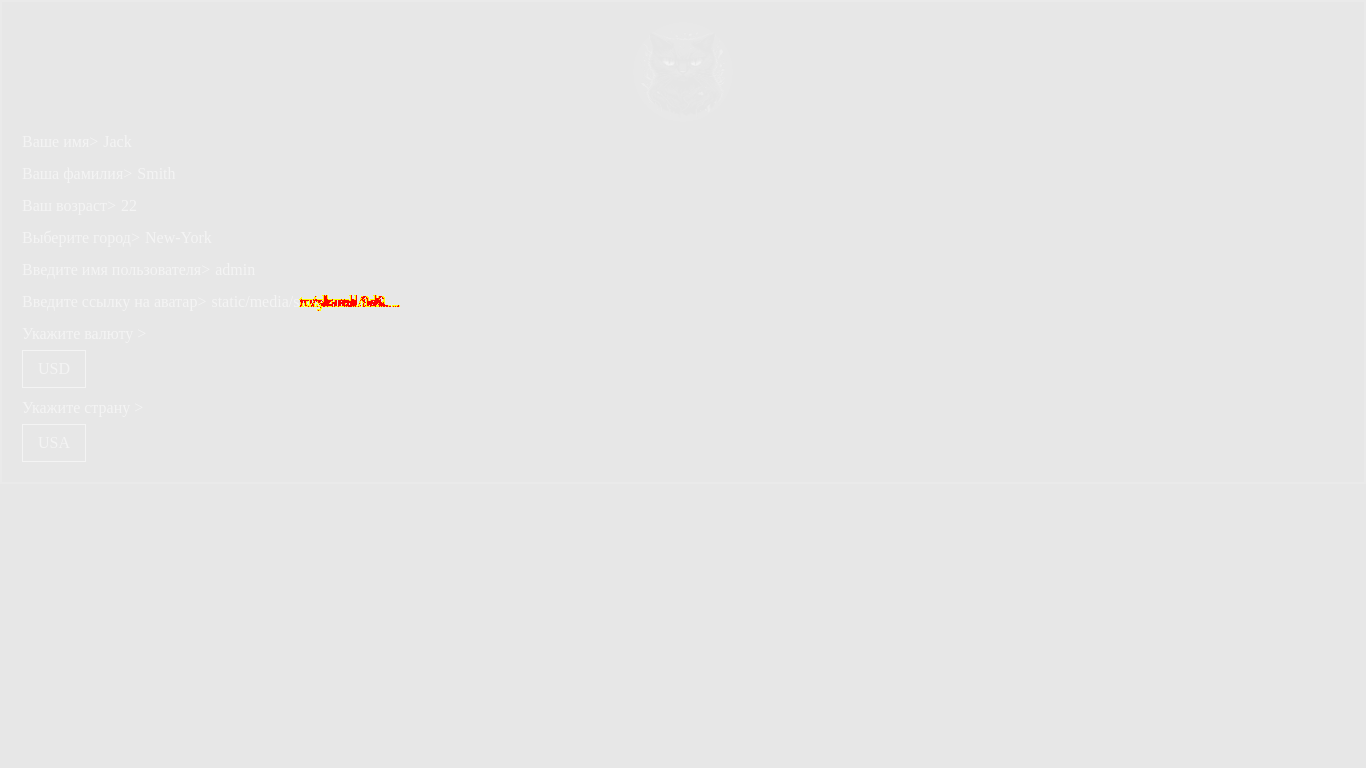 Ваше имя> Jack
Ваша фамилия> Smith
Ваш возраст> 22
Выберите город> New-York
Введите имя пользователя> admin
Введите ссылку на аватар> static/media/
Укажите валюту >
USD
Укажите страну >
USA